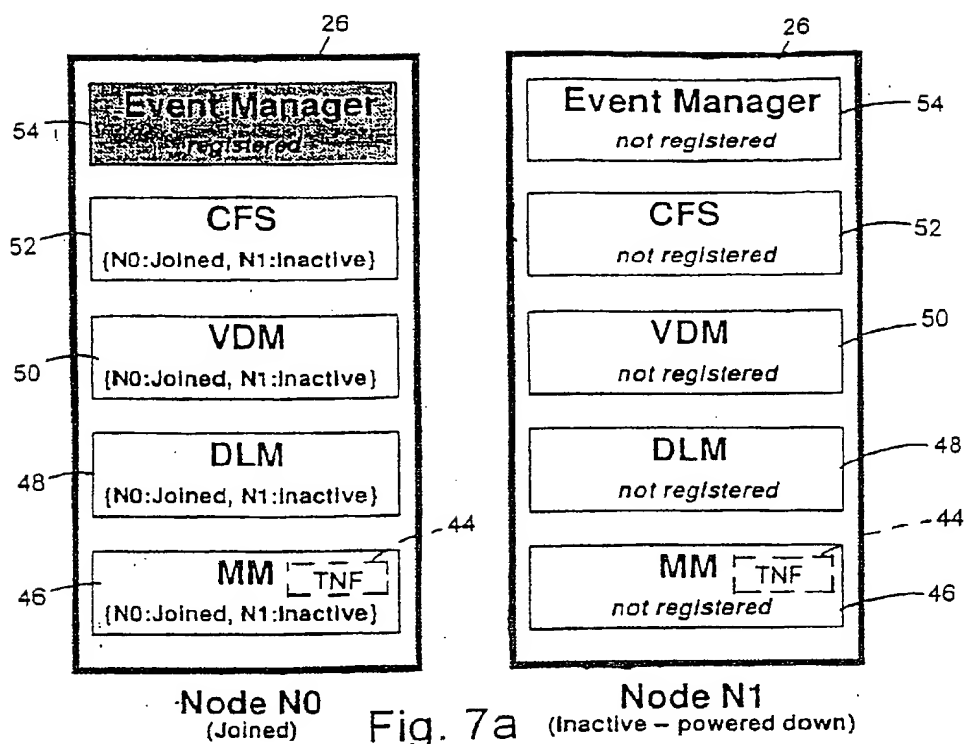 26
Event Manager
registered
54
CFS
{N0:Joined, N1:Inactive}
52
VDM
{N0:Joined, N1:Inactive}
50
DLM
{N0:Joined, N1:Inactive}
48
44
MM
TNF
{N0:Joined, N1:Inactive}
46
Node N0
(Joined)
26
Event Manager
not registered
54
CFS
not registered
52
VDM
not registered
50
DLM
not registered
48
44
MM
TNF
not registered
46
Node N1
(Inactive – powered down)
Fig. 7a